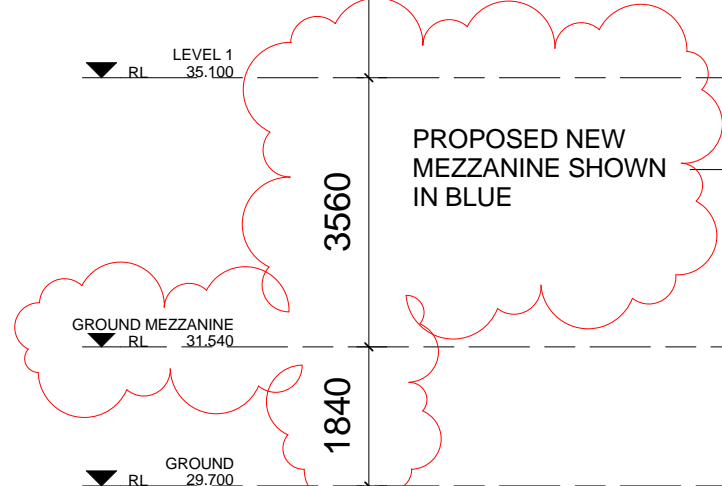 LEVEL 1
RL 35.100
PROPOSED NEW
MEZZANINE SHOWN
IN BLUE
3560
GROUND MEZZANINE
RL 31.540
1840
GROUND
RL 29.700